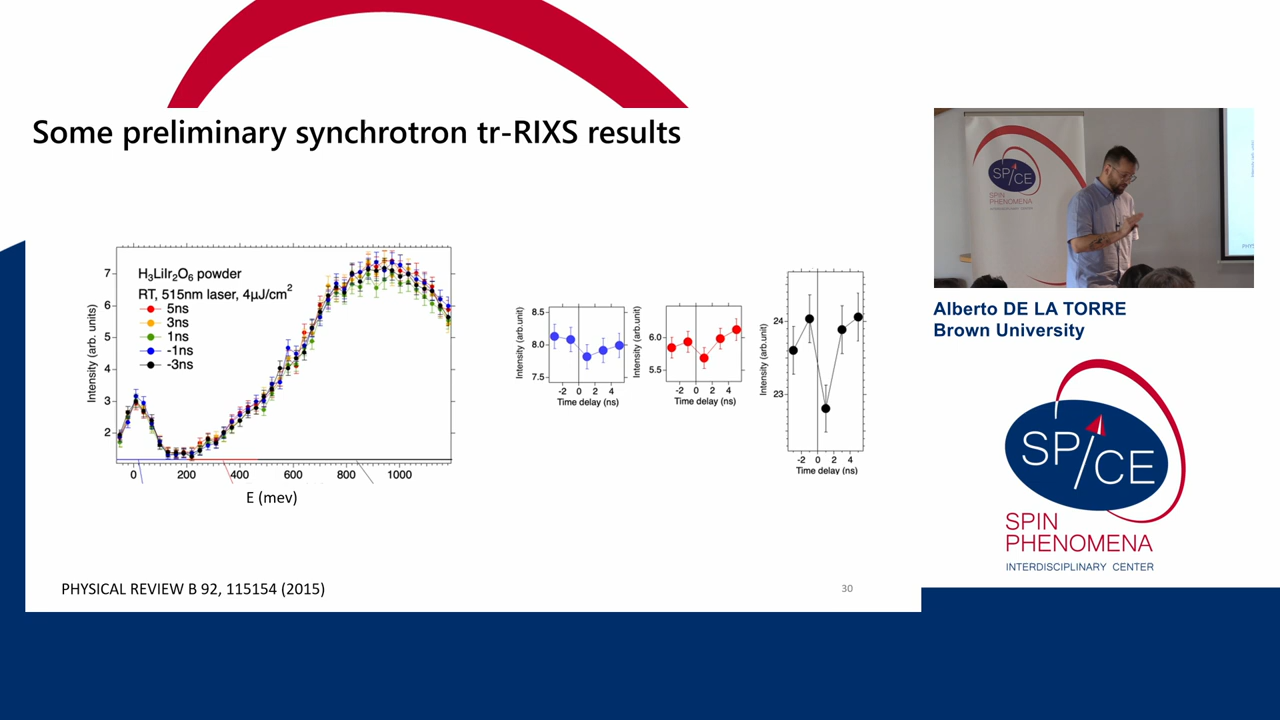 Some preliminary synchrotron tr-RIXS results
H3LiIr2O6 powder
RT, 515nm laser, 4μJ/cm2
5ns
3ns
1ns
-1ns
-3ns
Intensity (arb. units)
7
6
5
4
3
2
0
200
400
600
800
1000
E (mev)
Intensity (arb.unit)
8.5
8.0
7.5
-2 0 2 4
Time delay (ns)
Intensity (arb.unit)
6.0
5.5
-2 0 2 4
Time delay (ns)
Intensity (arb.unit)
24
23
-2 0 2 4
Time delay (ns)
PHYSICAL REVIEW B 92, 115154 (2015)
30
SP/CE
SPIN
PHENOMENA
Alberto DE LA TORRE
Brown University
SP/CE
SPIN
PHENOMENA
INTERDISCIPLINARY CENTER